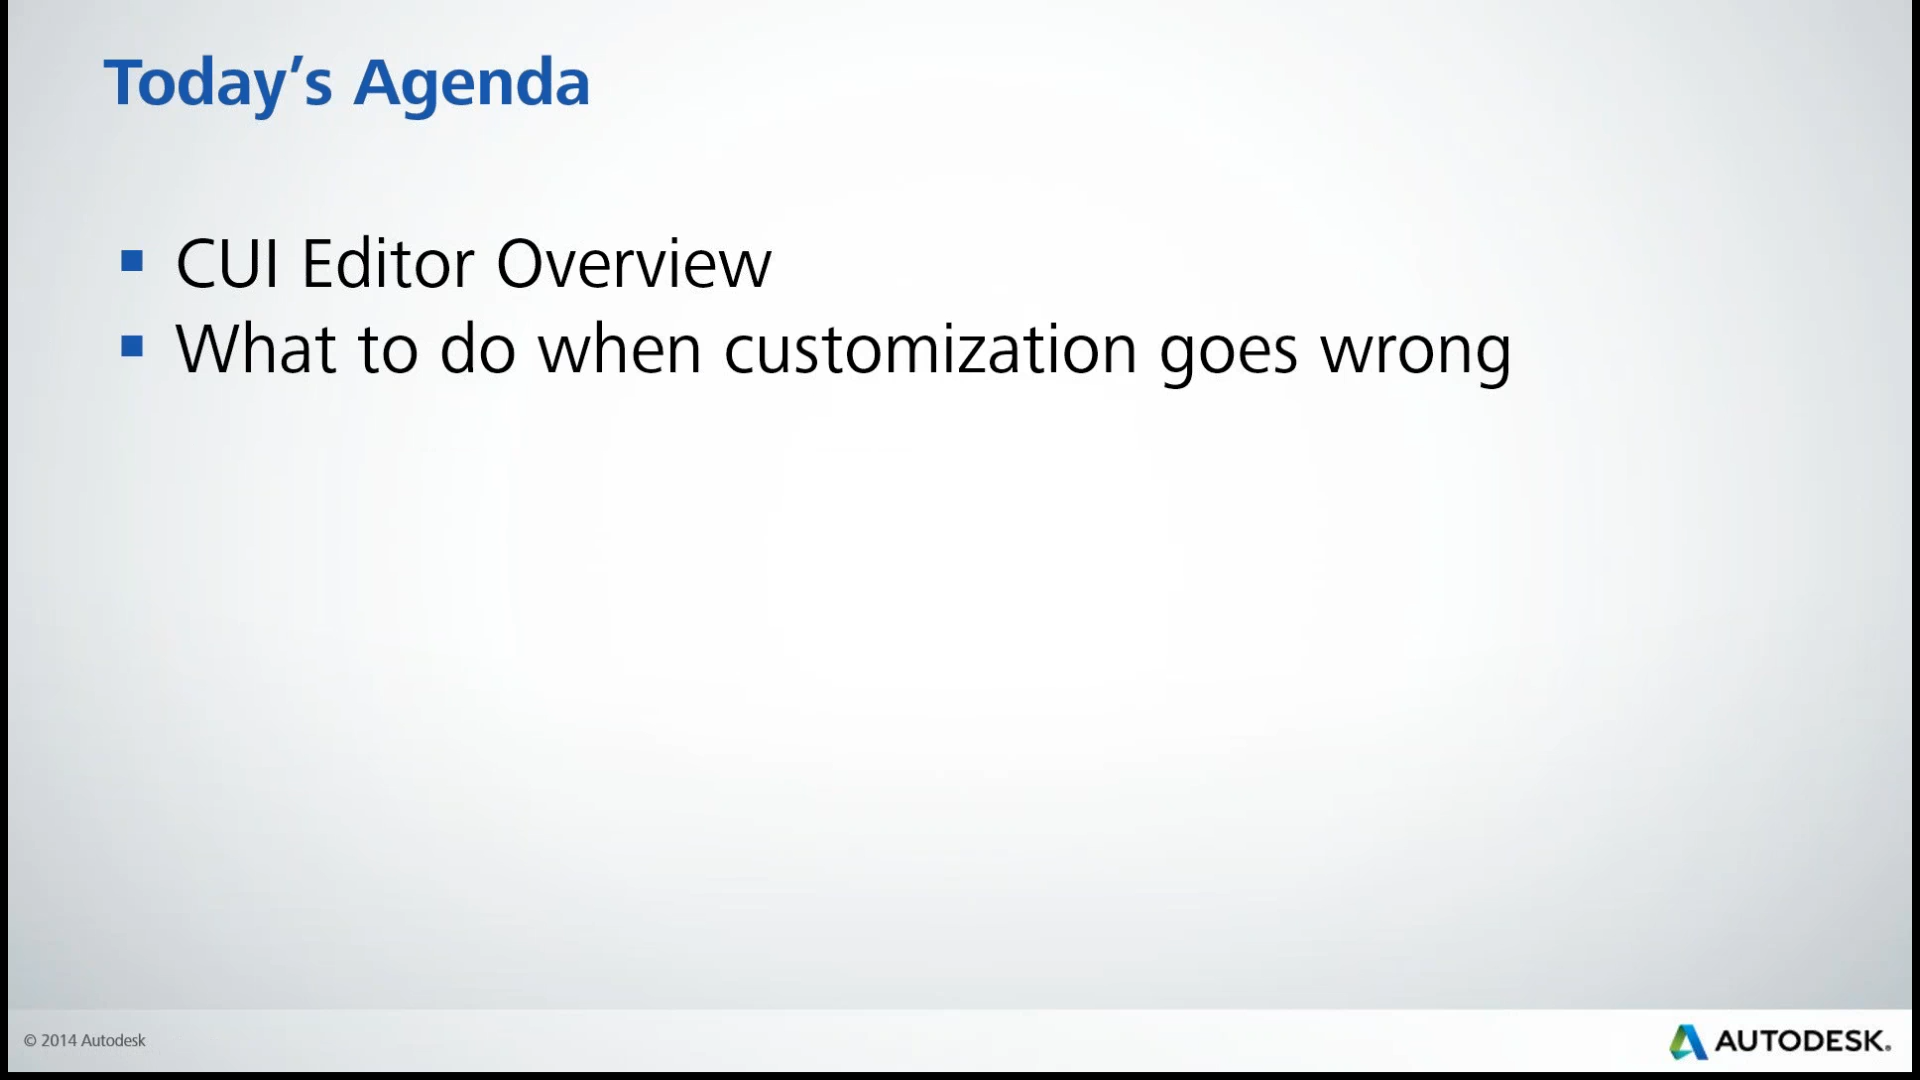 Today’s Agenda
CUI Editor Overview
What to do when customization goes wrong
© 2014 Autodesk
AUTODESK.